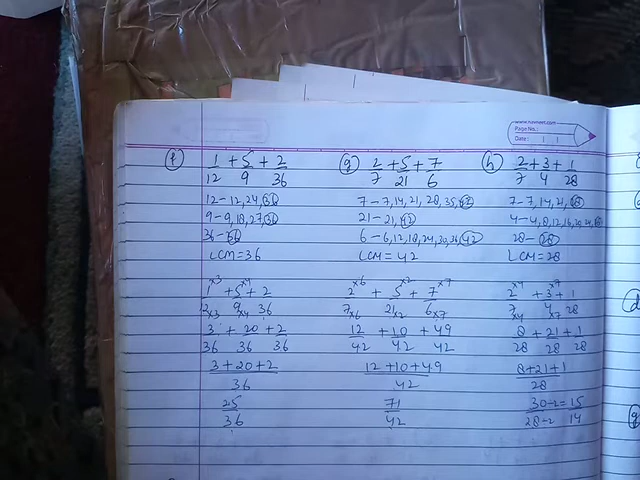 www.navneet.com
Page No.:
Date:
(f) 1/12 + 5/9 + 2/36
12 – 12, 24, 36
9 – 9, 18, 27, 36
36 – 36
LCM = 36
1×3/12×3 + 5×4/9×4 + 2/36
3/36 + 20/36 + 2/36
3+20+2/36
25/36
(g) 2/7 + 5/21 + 7/6
7 – 7, 14, 21, 28, 35, 42
21 – 21, 42
6 – 6, 12, 18, 24, 30, 36, 42
LCM = 42
2×6/7×6 + 5×2/21×2 + 7×7/6×7
12/42 + 10/42 + 49/42
12+10+49/42
71/42
(h) 2/7 + 3/4 + 1/28
7 – 7, 14, 21, 28
4 – 4, 8, 12, 16, 20, 24
28 – 28
LCM = 28
2×4/7×4 + 3×7/4×7 + 1/28
8/28 + 21/28 + 1/28
8+21+1/28
30÷2/28÷2 = 15/14
(d